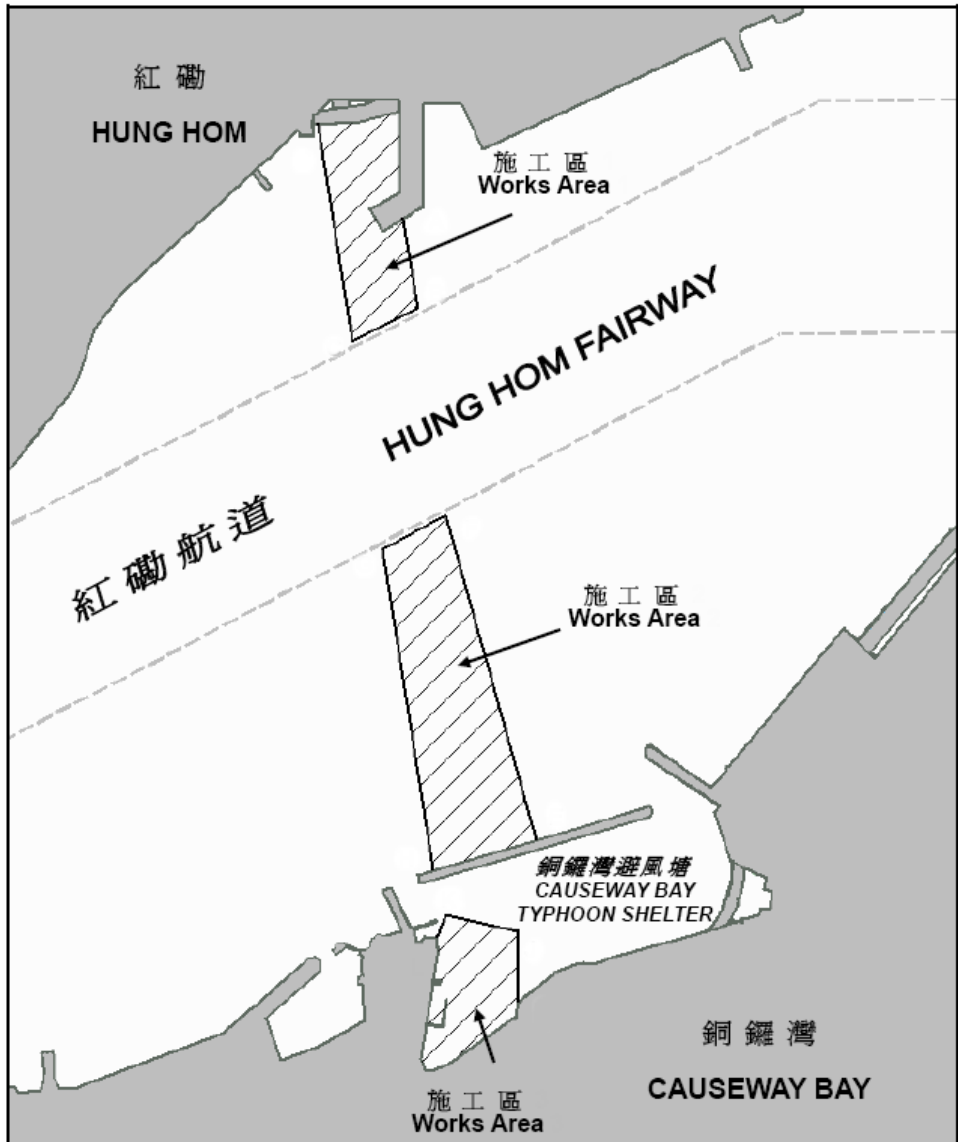 紅磡
HUNG HOM
施工區
Works Area
HUNG HOM FAIRWAY
紅磡航道
施工區
Works Area
銅鑼灣避風塘
CAUSEWAY BAY
TYPHOON SHELTER
銅鑼灣
CAUSEWAY BAY
施工區
Works Area